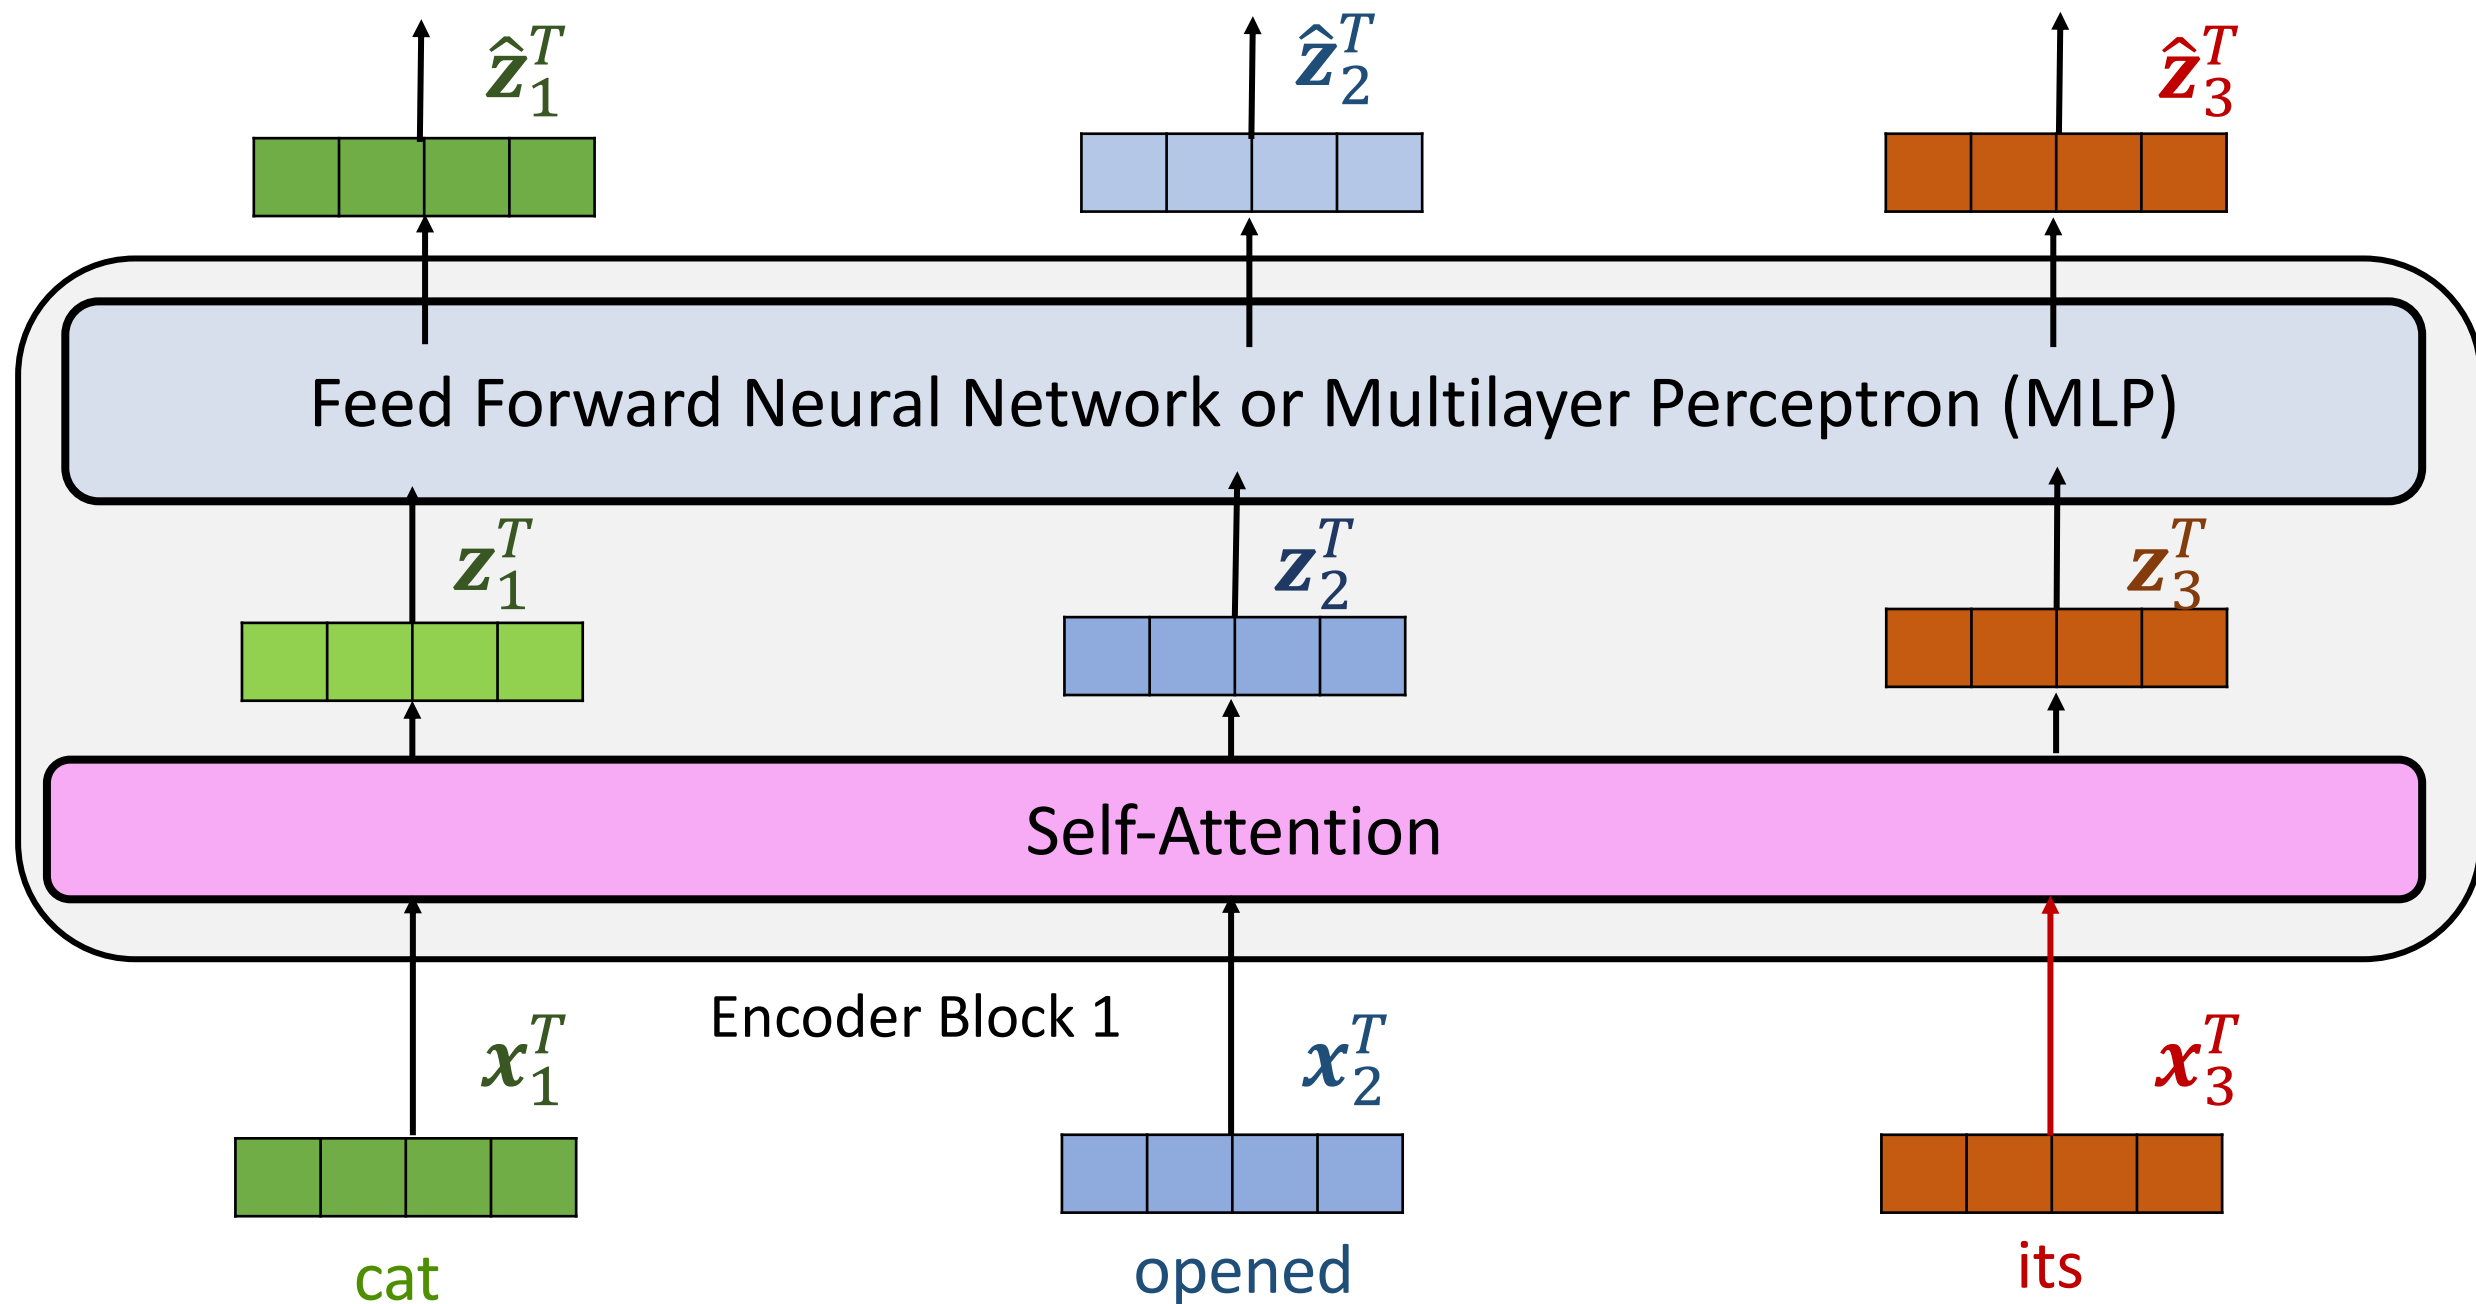 ẑ₁ᵀ ẑ₂ᵀ ẑ₃ᵀ
Feed Forward Neural Network or Multilayer Perceptron (MLP)
z₁ᵀ z₂ᵀ z₃ᵀ
Self-Attention
Encoder Block 1
x₁ᵀ x₂ᵀ x₃ᵀ
cat opened its